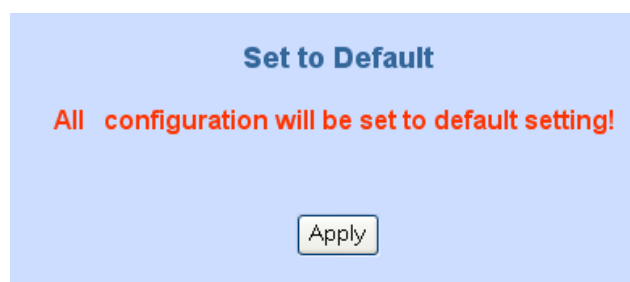 Set to Default
All configuration will be set to default setting!
Apply